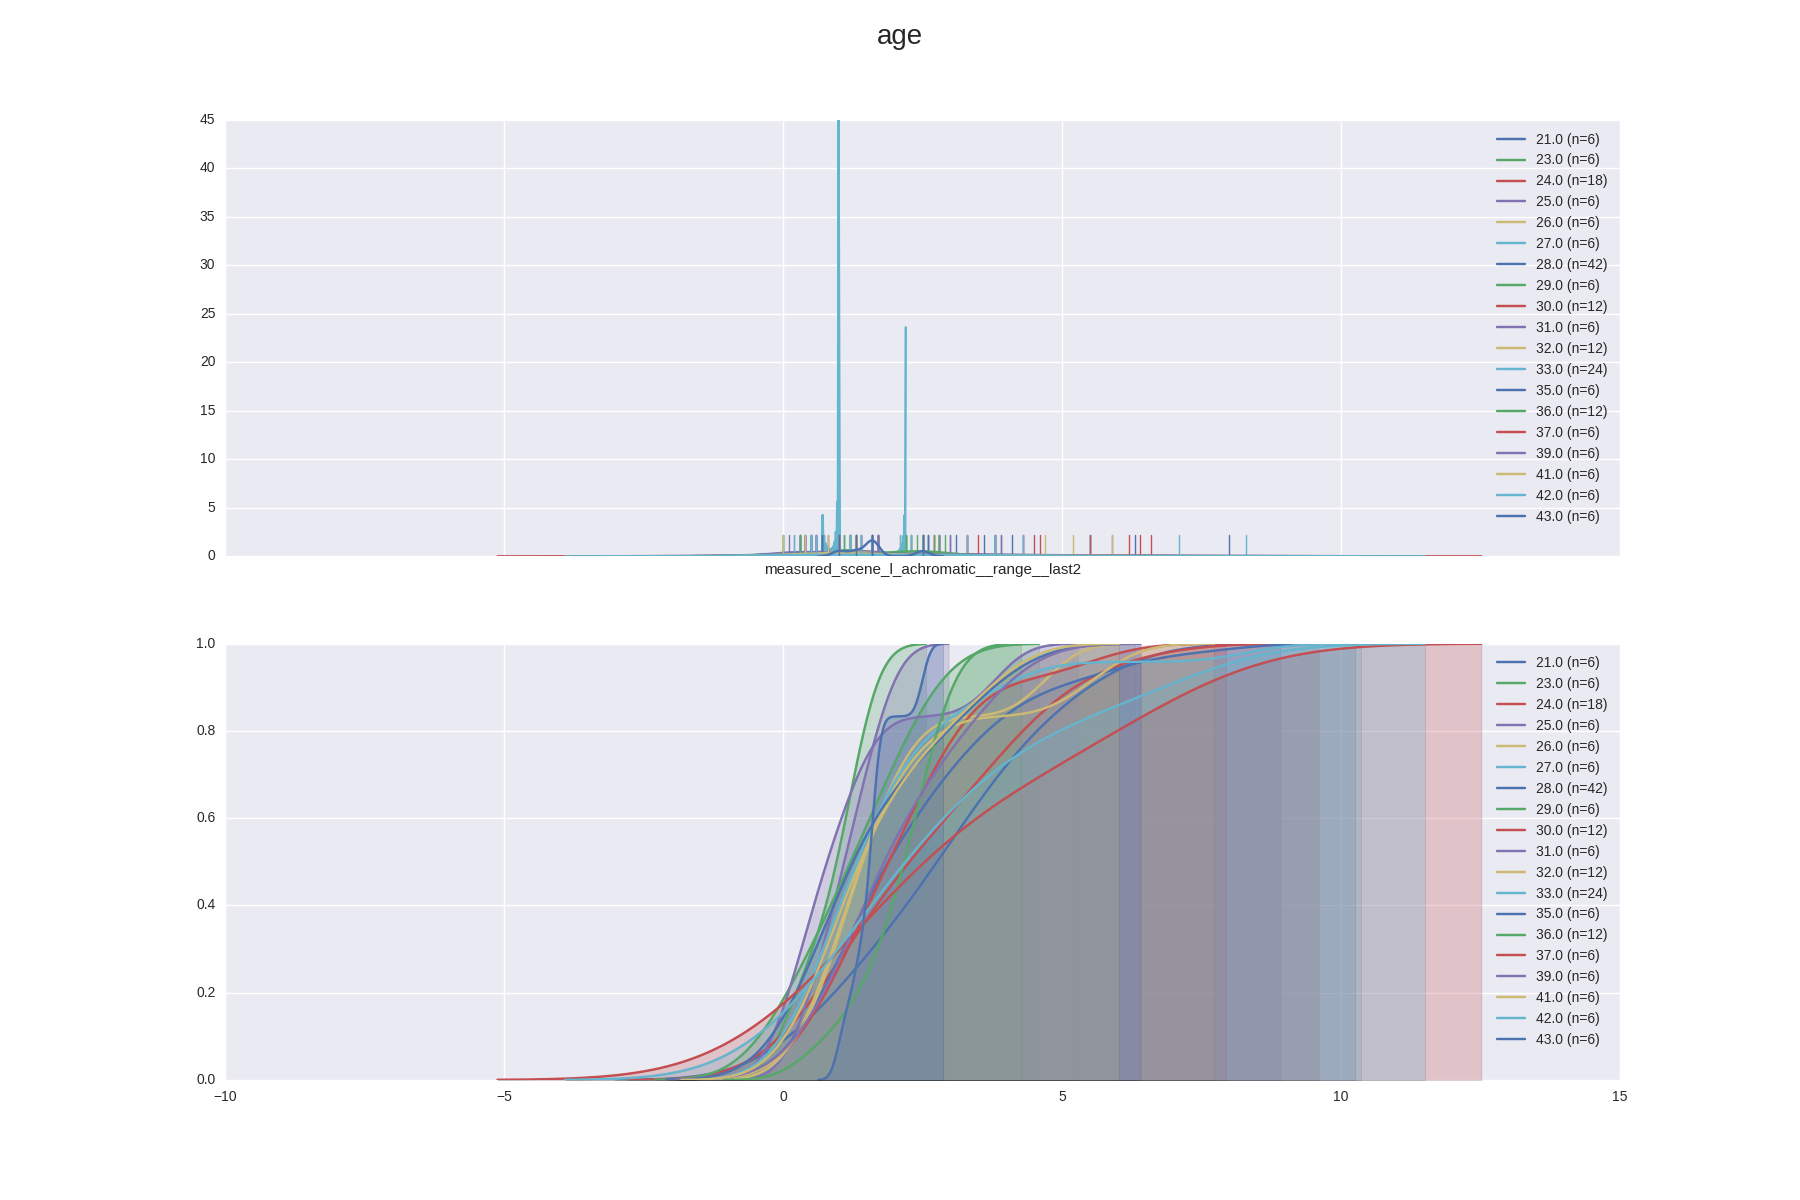 age
45
40
35
30
25
20
15
10
5
0
21.0 (n=6)
23.0 (n=6)
24.0 (n=18)
25.0 (n=6)
26.0 (n=6)
27.0 (n=6)
28.0 (n=42)
29.0 (n=6)
30.0 (n=12)
31.0 (n=6)
32.0 (n=12)
33.0 (n=24)
35.0 (n=6)
36.0 (n=12)
37.0 (n=6)
39.0 (n=6)
41.0 (n=6)
42.0 (n=6)
43.0 (n=6)
measured_scene_l_achromatic__range__last2
1.0
0.8
0.6
0.4
0.2
0.0
21.0 (n=6)
23.0 (n=6)
24.0 (n=18)
25.0 (n=6)
26.0 (n=6)
27.0 (n=6)
28.0 (n=42)
29.0 (n=6)
30.0 (n=12)
31.0 (n=6)
32.0 (n=12)
33.0 (n=24)
35.0 (n=6)
36.0 (n=12)
37.0 (n=6)
39.0 (n=6)
41.0 (n=6)
42.0 (n=6)
43.0 (n=6)
−10 −5 0 5 10 15